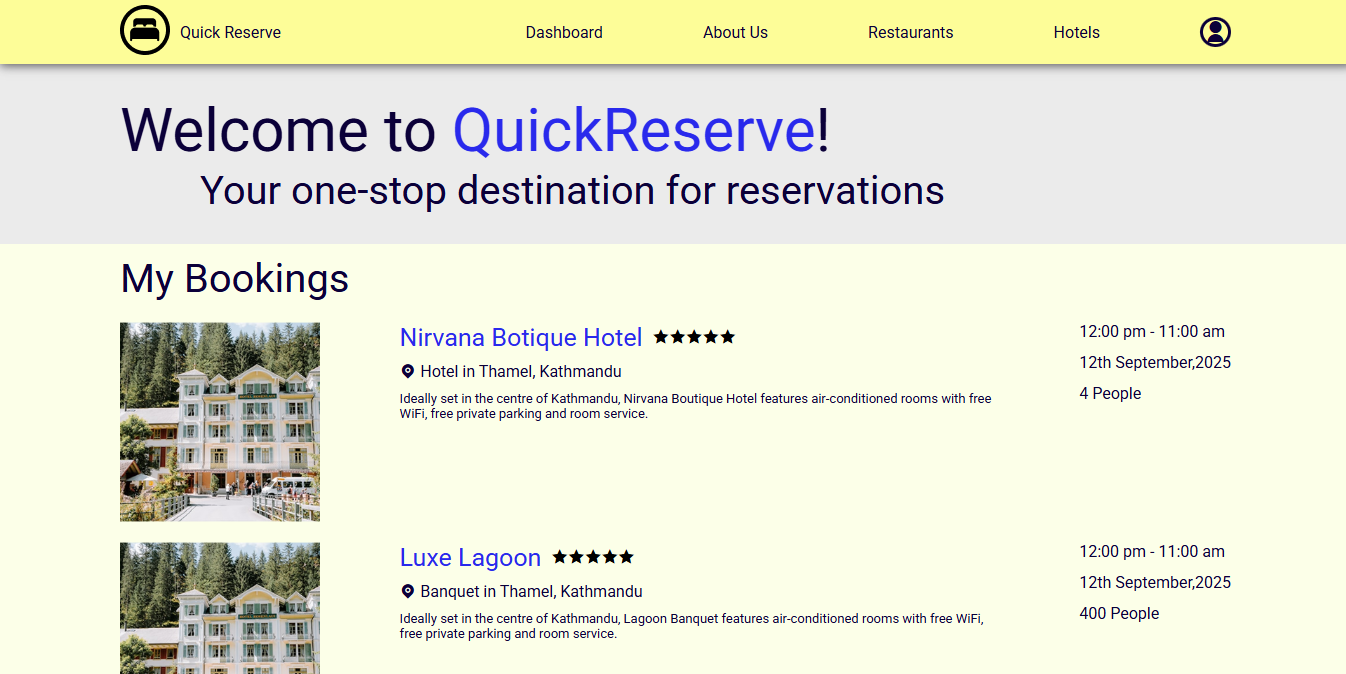 Quick Reserve
Dashboard
About Us
Restaurants
Hotels
Welcome to QuickReserve!
Your one-stop destination for reservations
My Bookings
Nirvana Botique Hotel
Hotel in Thamel, Kathmandu
Ideally set in the centre of Kathmandu, Nirvana Boutique Hotel features air-conditioned rooms with free
WiFi, free private parking and room service.
12:00 pm - 11:00 am
12th September,2025
4 People
Luxe Lagoon
Banquet in Thamel, Kathmandu
Ideally set in the centre of Kathmandu, Lagoon Banquet features air-conditioned rooms with free WiFi,
free private parking and room service.
12:00 pm - 11:00 am
12th September,2025
400 People